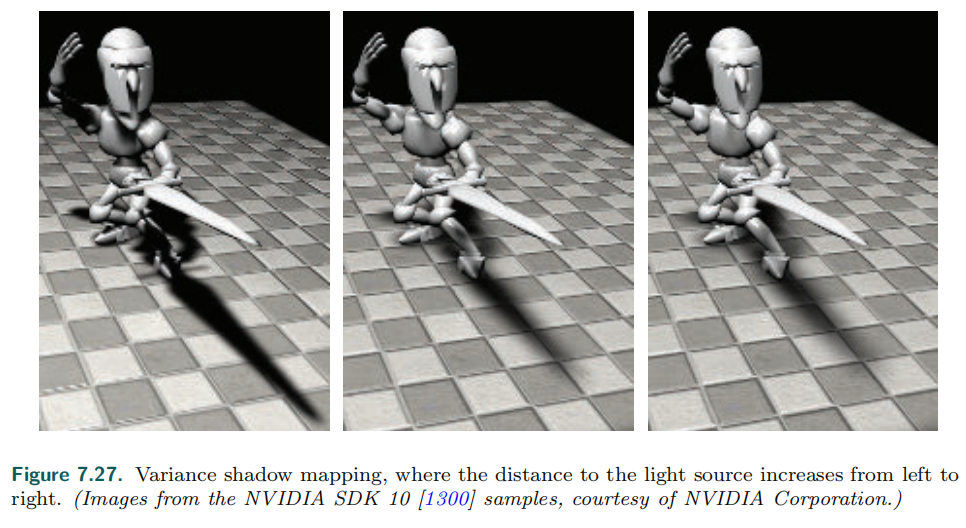 Figure 7.27. Variance shadow mapping, where the distance to the light source increases from left to
right. (Images from the NVIDIA SDK 10 [1300] samples, courtesy of NVIDIA Corporation.)